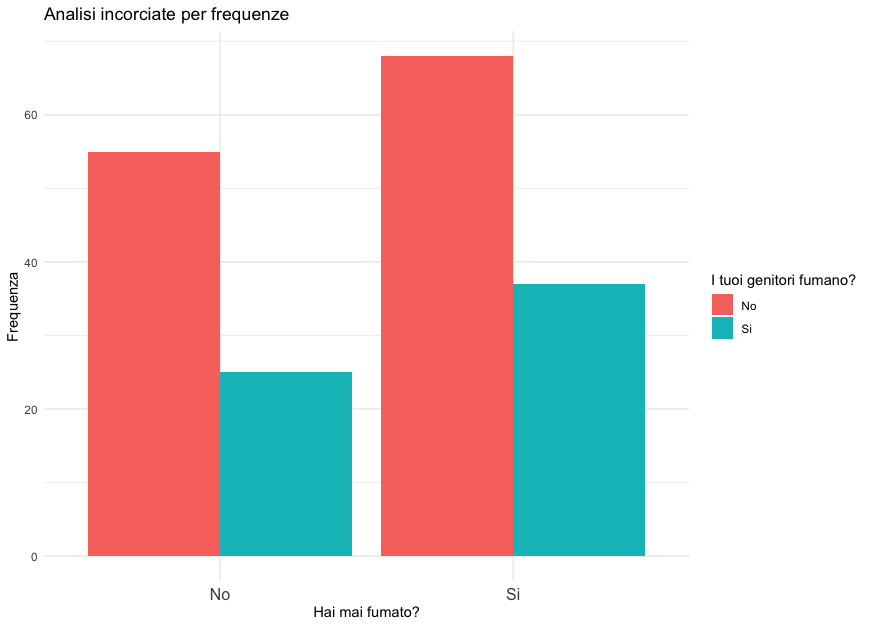 Analisi incorciate per frequenze
60
40
20
0
Frequenza
No
Si
Hai mai fumato?
I tuoi genitori fumano?
No
Si